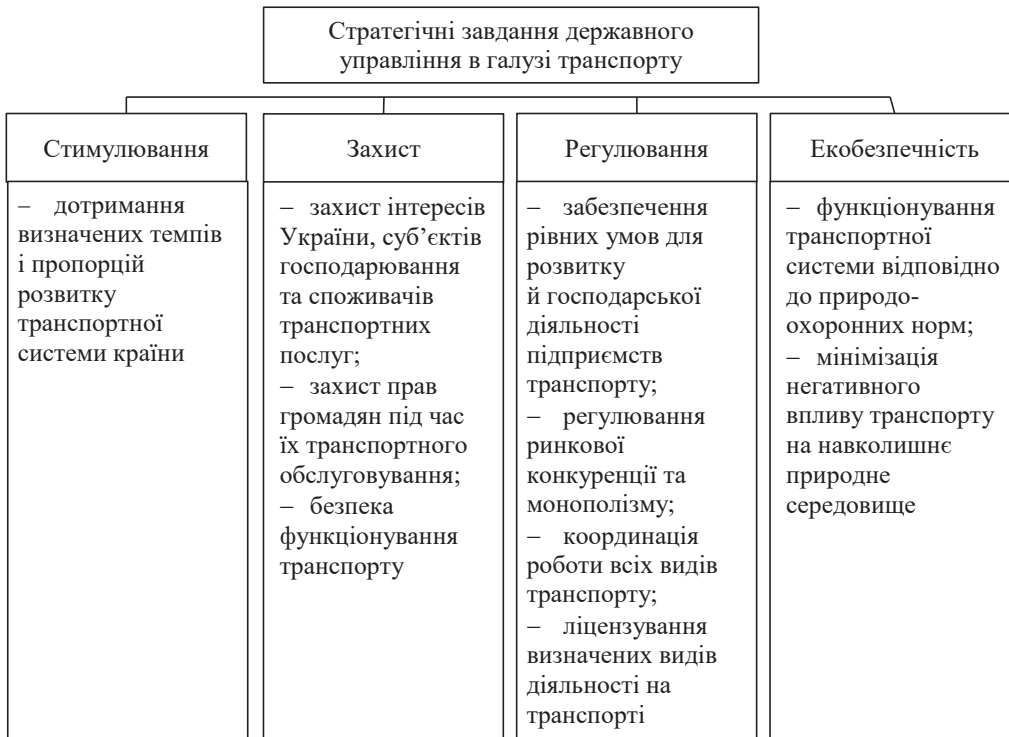 Стратегічні завдання державного
управління в галузі транспорту
Стимулювання
– дотримання
визначених темпів
і пропорцій
розвитку
транспортної
системи країни
Захист
– захист інтересів
України, суб’єктів
господарювання
та споживачів
транспортних
послуг;
– захист прав
громадян під час
їх транспортного
обслуговування;
– безпека
функціонування
транспорту
Регулювання
– забезпечення
рівних умов для
розвитку
й господарської
діяльності
підприємств
транспорту;
– регулювання
ринкової
конкуренції та
монополізму;
– координація
роботи всіх видів
транспорту;
– ліцензування
визначених видів
діяльності на
транспорті
Екобезпечність
– функціонування
транспортної
системи відповідно
до природо-
охоронних норм;
– мінімізація
негативного
впливу транспорту
на навколишнє
природне
середовище